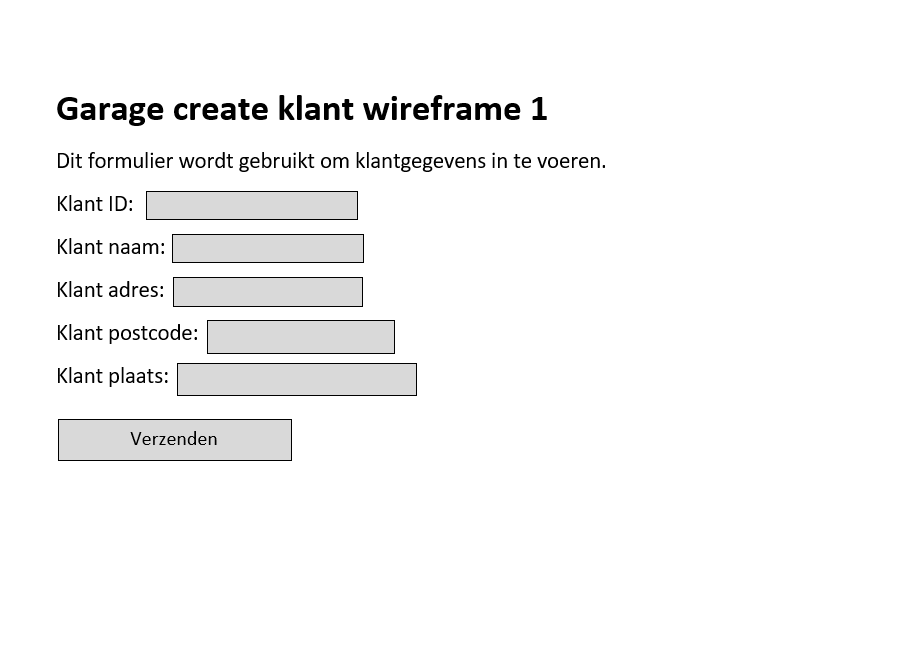 Garage create klant wireframe 1
Dit formulier wordt gebruikt om klantgegevens in te voeren.
Klant ID:
Klant naam:
Klant adres:
Klant postcode:
Klant plaats:
Verzenden